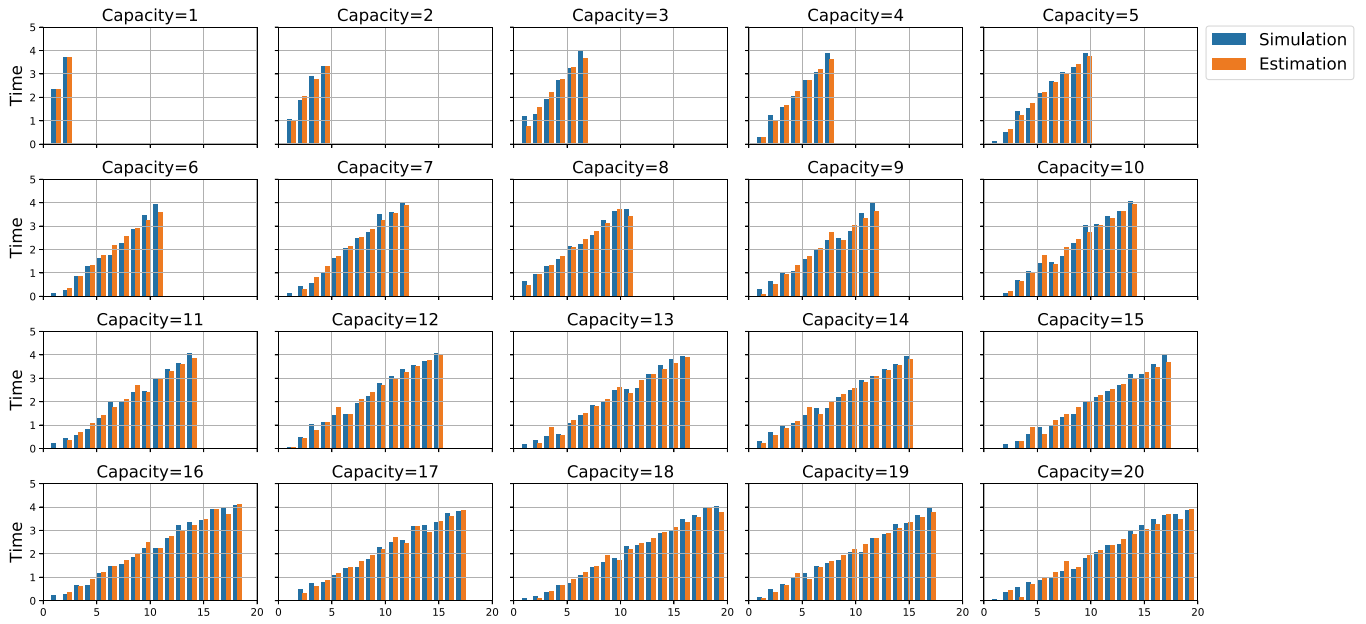 Capacity=1 Capacity=2 Capacity=3 Capacity=4 Capacity=5
5
4
3
2
1
0
Time
Simulation
Estimation
Capacity=6 Capacity=7 Capacity=8 Capacity=9 Capacity=10
5
4
3
2
1
0
Time
Capacity=11 Capacity=12 Capacity=13 Capacity=14 Capacity=15
5
4
3
2
1
0
Time
Capacity=16 Capacity=17 Capacity=18 Capacity=19 Capacity=20
5
4
3
2
1
0
Time
0 5 10 15 20 0 5 10 15 20 0 5 10 15 20 0 5 10 15 20 0 5 10 15 20